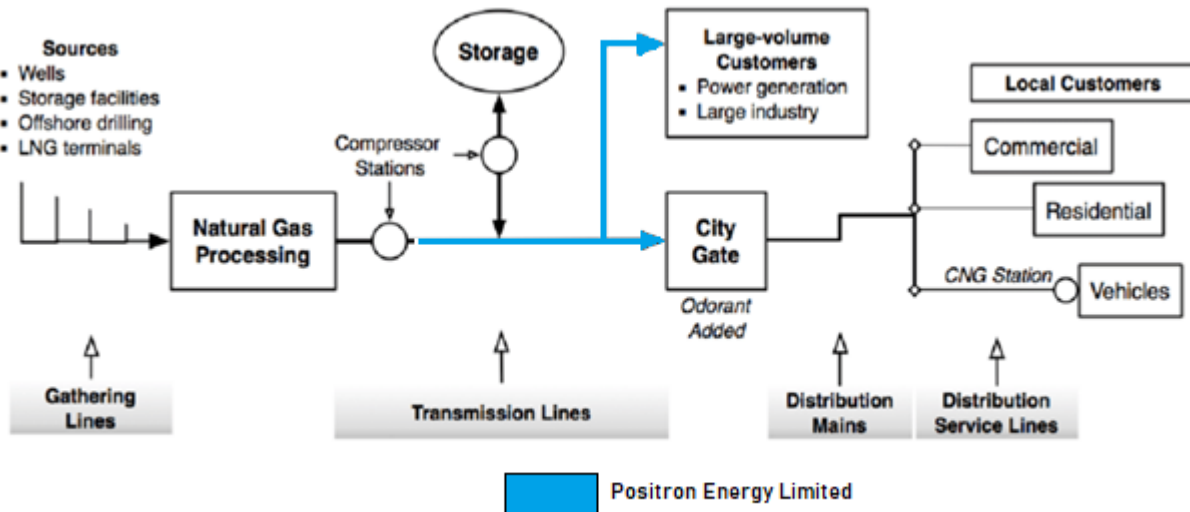 Sources
▪ Wells
▪ Storage facilities
▪ Offshore drilling
▪ LNG terminals
Natural Gas
Processing
Compressor
Stations
Storage
Large-volume
Customers
▪ Power generation
▪ Large industry
City
Gate
Odorant
Added
Local Customers
Commercial
Residential
CNG Station
Vehicles
Gathering
Lines
Transmission Lines
Distribution
Mains
Distribution
Service Lines
Positron Energy Limited